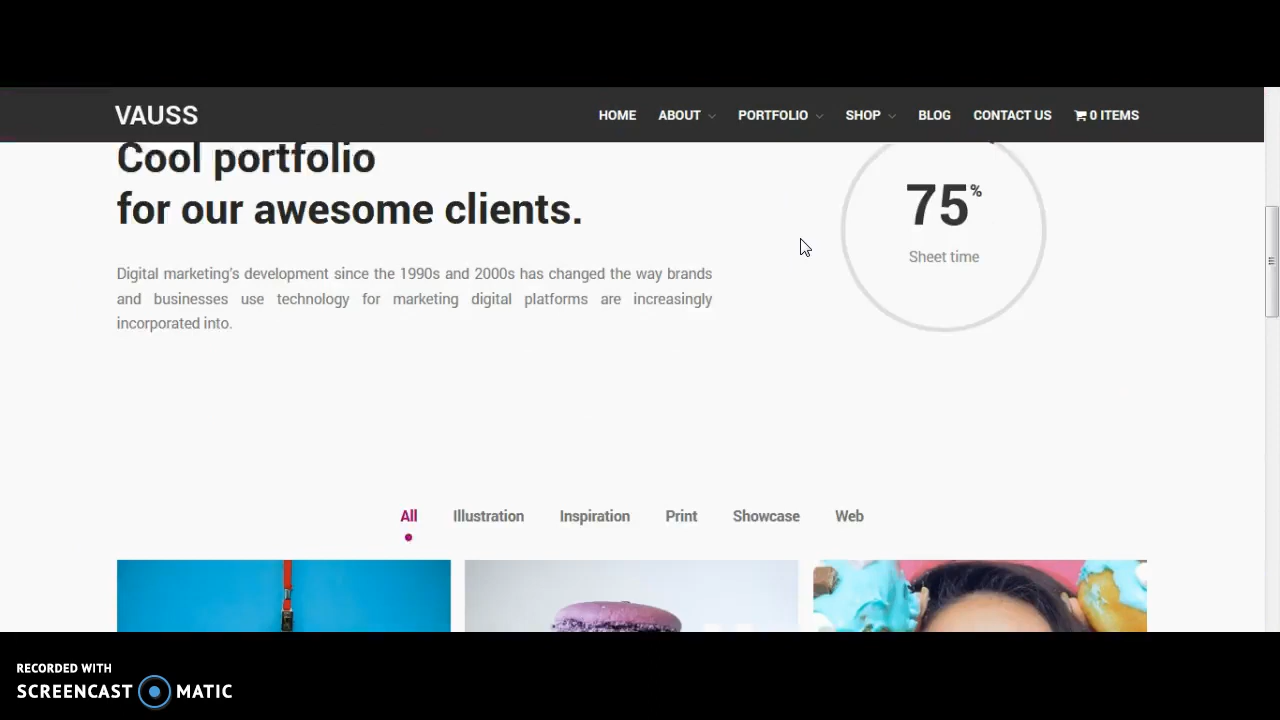 VAUSS
HOME ABOUT PORTFOLIO SHOP BLOG CONTACT US 0 ITEMS
Cool portfolio
for our awesome clients.
75%
Sheet time
Digital marketing's development since the 1990s and 2000s has changed the way brands
and businesses use technology for marketing digital platforms are increasingly
incorporated into.
All Illustration Inspiration Print Showcase Web
RECORDED WITH
SCREENCAST MATIC